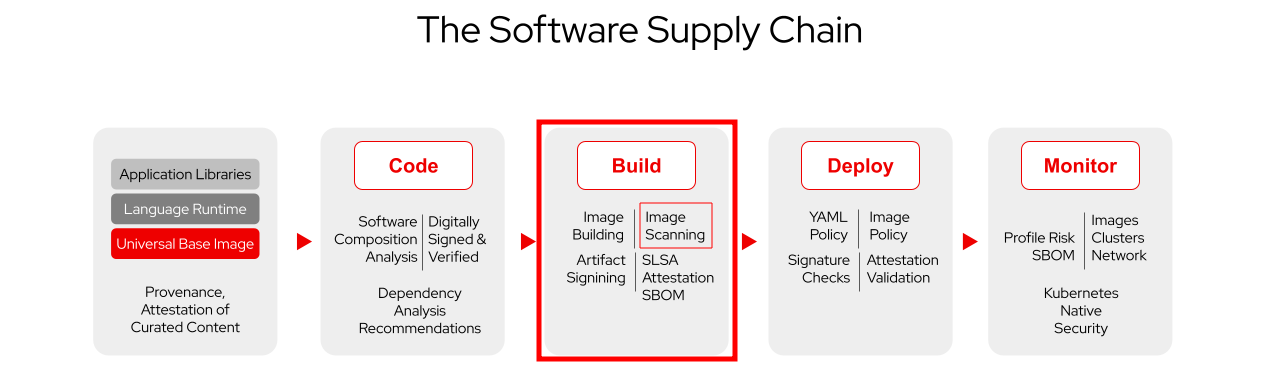 The Software Supply Chain
Application Libraries
Language Runtime
Universal Base Image
Provenance,
Attestation of
Curated Content
Code
Software
Composition
Analysis
Digitally
Signed &
Verified
Dependency
Analysis
Recommendations
Build
Image
Building
Image
Scanning
Artifact
Signining
SLSA
Attestation
SBOM
Deploy
YAML
Policy
Image
Policy
Signature
Checks
Attestation
Validation
Monitor
Profile Risk
SBOM
Images
Clusters
Network
Kubernetes
Native
Security